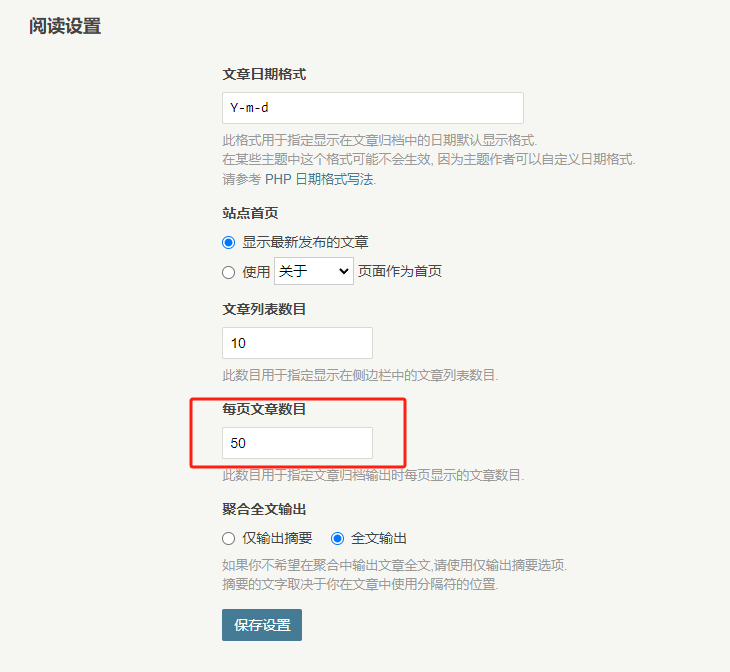 阅读设置
文章日期格式
Y-m-d
此格式用于指定显示在文章归档中的日期默认显示格式.
在某些主题中这个格式可能不会生效, 因为主题作者可以自定义日期格式.
请参考 PHP 日期格式写法.
站点首页
显示最新发布的文章
使用 关于 页面作为首页
文章列表数目
10
此数目用于指定显示在侧边栏中的文章列表数目.
每页文章数目
50
此数目用于指定文章归档输出时每页显示的文章数目.
聚合全文输出
仅输出摘要 全文输出
如果你不希望在聚合中输出文章全文,请使用仅输出摘要选项.
摘要的文字取决于你在文章中使用分隔符的位置.
保存设置